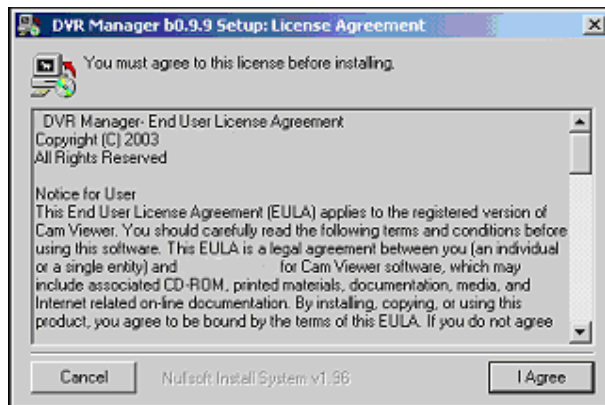 DVR Manager b0.9.9 Setup: License Agreement
You must agree to this license before installing.
DVR Manager- End User License Agreement
Copyright (C) 2003
All Rights Reserved
Notice for User
This End User License Agreement (EULA) applies to the registered version of
Cam Viewer. You should carefully read the following terms and conditions before
using this software. This EULA is a legal agreement between you (an individual
or a single entity) and for Cam Viewer software, which may
include associated CD-ROM, printed materials, documentation, media, and
Internet related on-line documentation. By installing, copying, or using this
product, you agree to be bound by the terms of this EULA. If you do not agree
Cancel
Nullsoft Install System v1.96
I Agree